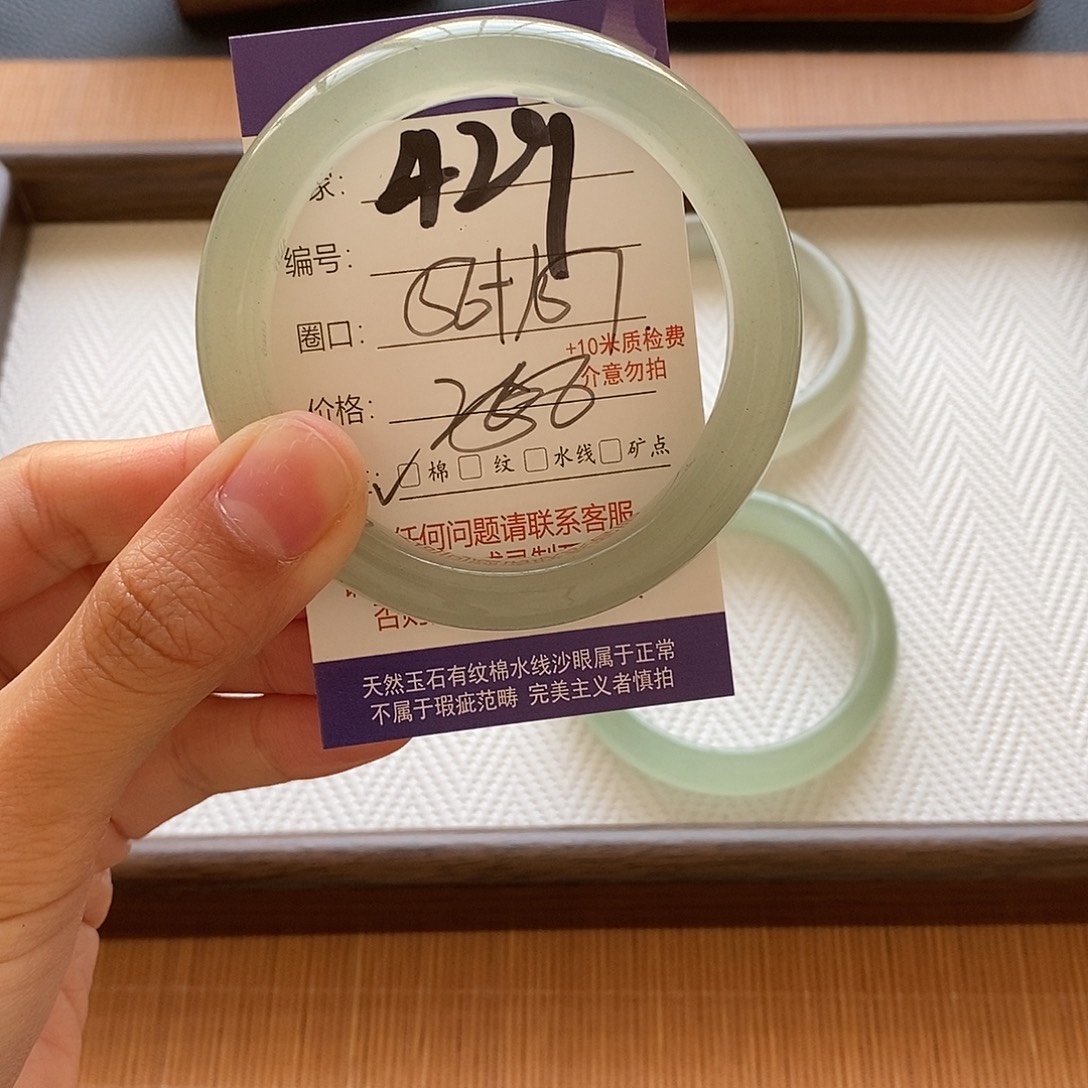 家: 429
编号:
圈口: 56+/57
+10米质检费
介意勿拍
价格:
✓ 棉 纹 水线 矿点
任何问题请联系客服
否则
天然玉石有纹棉水线沙眼属于正常
不属于瑕疵范畴 完美主义者慎拍